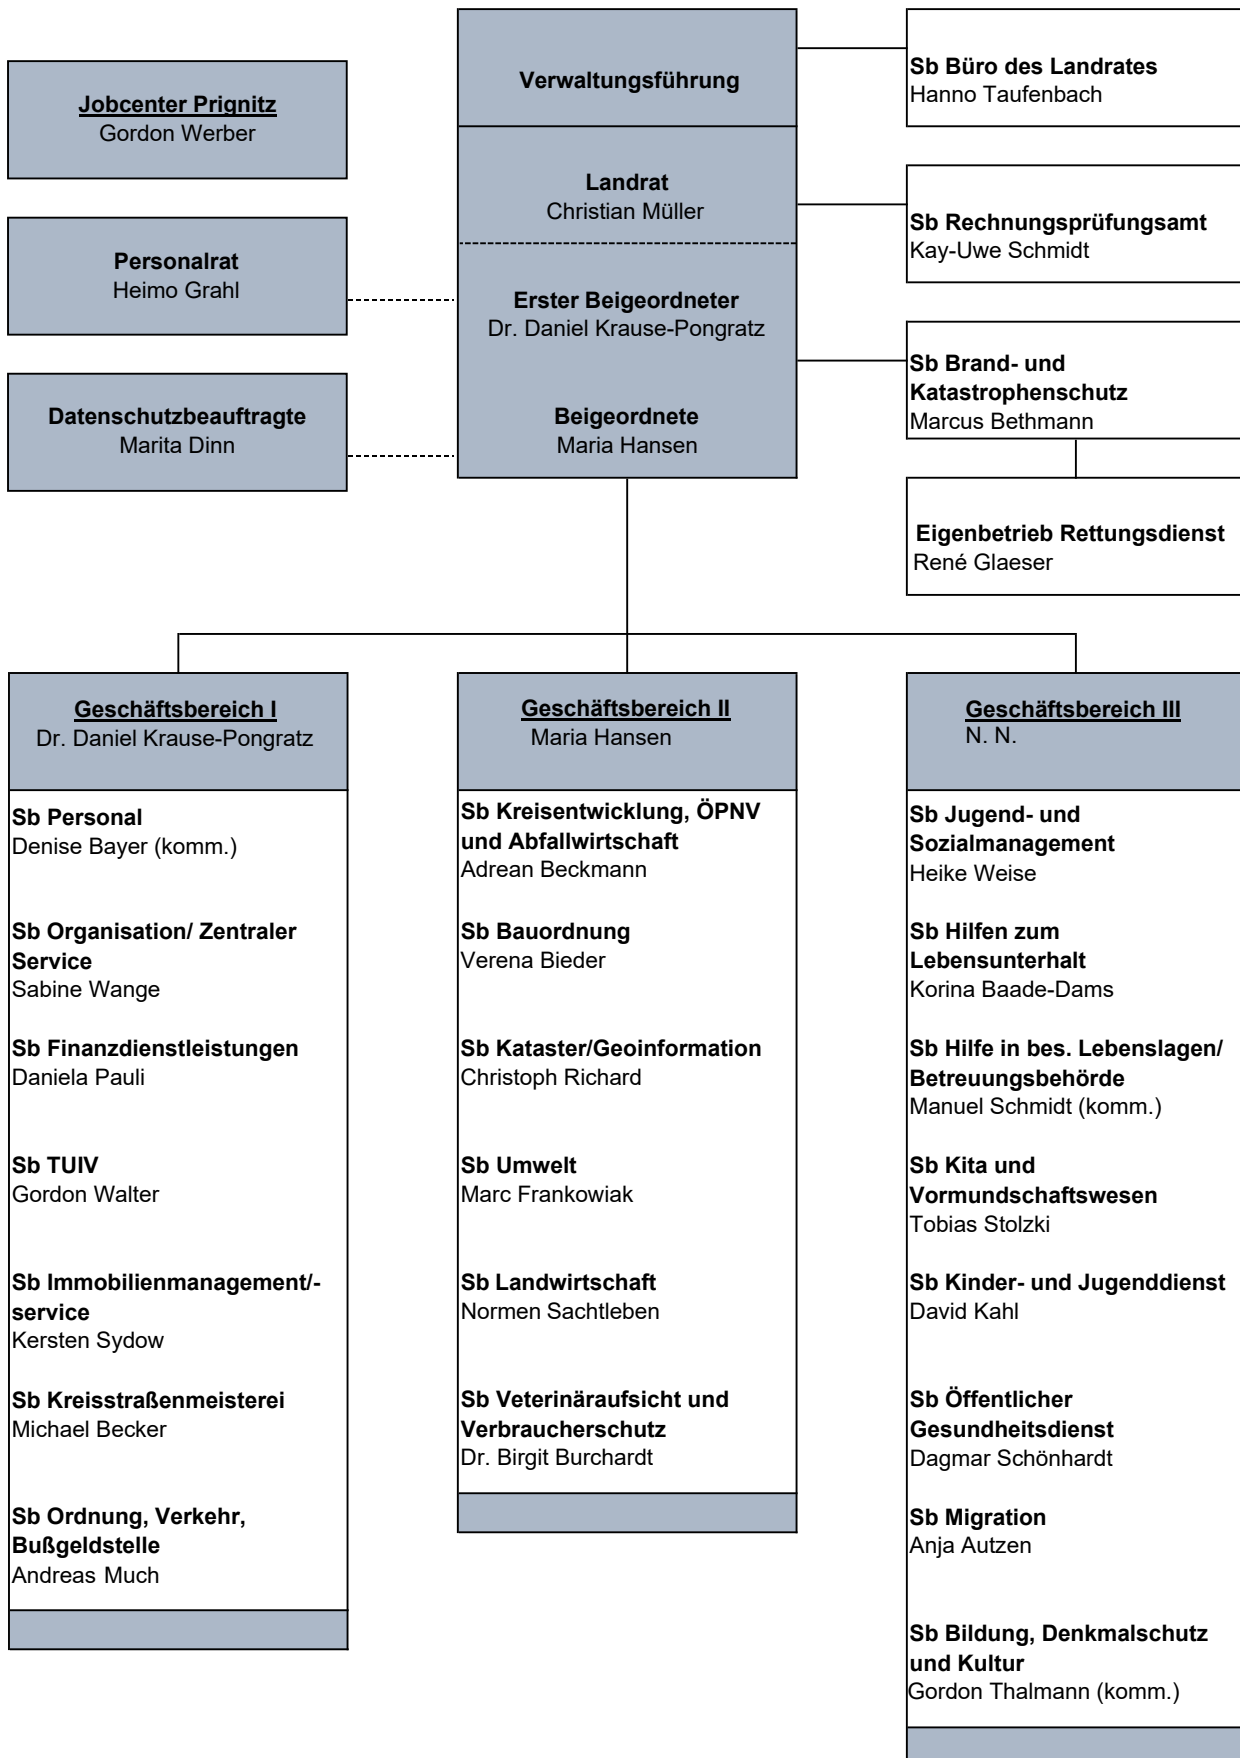 Jobcenter Prignitz
Gordon Werber
Personalrat
Heimo Grahl
Datenschutzbeauftragte
Marita Dinn
Verwaltungsführung
Landrat
Christian Müller
Erster Beigeordneter
Dr. Daniel Krause-Pongratz
Beigeordnete
Maria Hansen
Sb Büro des Landrates
Hanno Taufenbach
Sb Rechnungsprüfungsamt
Kay-Uwe Schmidt
Sb Brand- und
Katastrophenschutz
Marcus Bethmann
Eigenbetrieb Rettungsdienst
René Glaeser
Geschäftsbereich I
Dr. Daniel Krause-Pongratz
Sb Personal
Denise Bayer (komm.)
Sb Organisation/ Zentraler
Service
Sabine Wange
Sb Finanzdienstleistungen
Daniela Pauli
Sb TUIV
Gordon Walter
Sb Immobilienmanagement/-
service
Kersten Sydow
Sb Kreisstraßenmeisterei
Michael Becker
Sb Ordnung, Verkehr,
Bußgeldstelle
Andreas Much
Geschäftsbereich II
Maria Hansen
Sb Kreisentwicklung, ÖPNV
und Abfallwirtschaft
Adrean Beckmann
Sb Bauordnung
Verena Bieder
Sb Kataster/Geoinformation
Christoph Richard
Sb Umwelt
Marc Frankowiak
Sb Landwirtschaft
Normen Sachtleben
Sb Veterinäraufsicht und
Verbraucherschutz
Dr. Birgit Burchardt
Geschäftsbereich III
N. N.
Sb Jugend- und
Sozialmanagement
Heike Weise
Sb Hilfen zum
Lebensunterhalt
Korina Baade-Dams
Sb Hilfe in bes. Lebenslagen/
Betreuungsbehörde
Manuel Schmidt (komm.)
Sb Kita und
Vormundschaftswesen
Tobias Stolzki
Sb Kinder- und Jugenddienst
David Kahl
Sb Öffentlicher
Gesundheitsdienst
Dagmar Schönhardt
Sb Migration
Anja Autzen
Sb Bildung, Denkmalschutz
und Kultur
Gordon Thalmann (komm.)